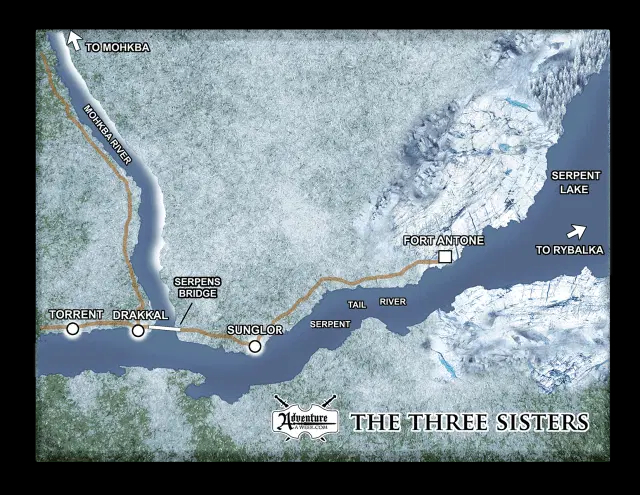 TO MOHKBA
MOHKBA RIVER
SERPENT
LAKE
FORT ANTONE
TO RYBALKA
SERPENS
BRIDGE
TAIL RIVER
TORRENT DRAKKAL
SUNGLOR
SERPENT
Adventure
AWEEK.COM
THE THREE SISTERS